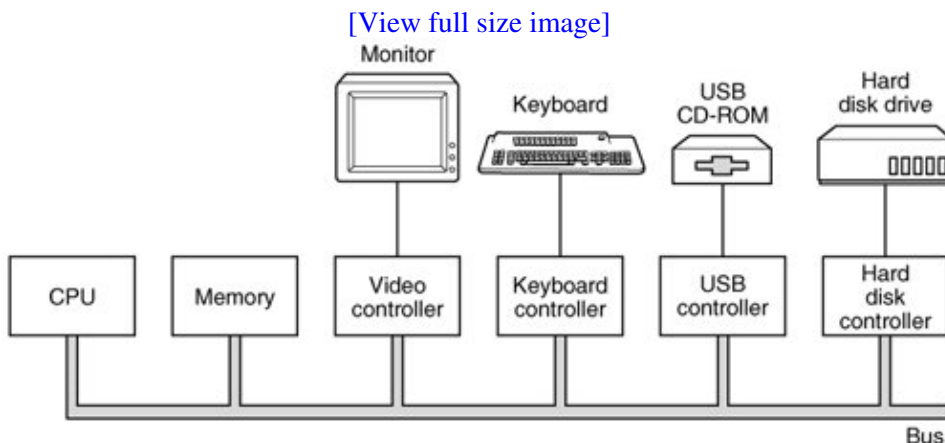 [View full size image]
Monitor
Keyboard
USB
CD-ROM
Hard
disk drive
CPU
Memory
Video
controller
Keyboard
controller
USB
controller
Hard
disk
controller
Bus